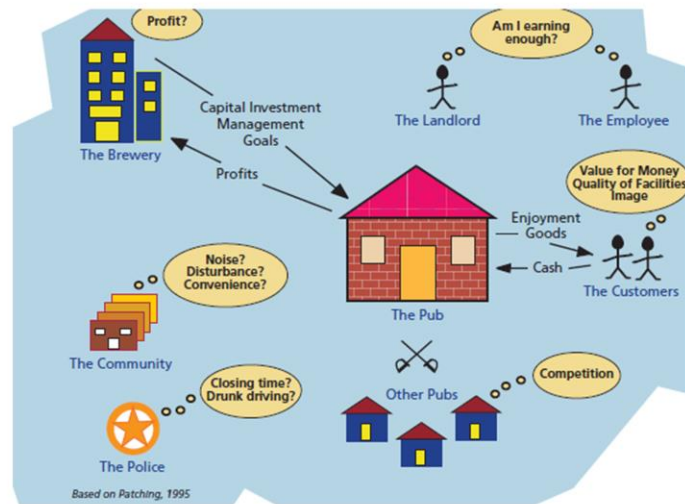 Profit?
Am I earning
enough?
The Landlord
The Employee
Capital Investment
Management
Goals
The Brewery
Profits
Value for Money
Quality of Facilities
Image
Enjoyment
Goods
Cash
The Customers
The Pub
Noise?
Disturbance?
Convenience?
The Community
Closing time?
Drunk driving?
The Police
Other Pubs
Competition
Based on Patching, 1995